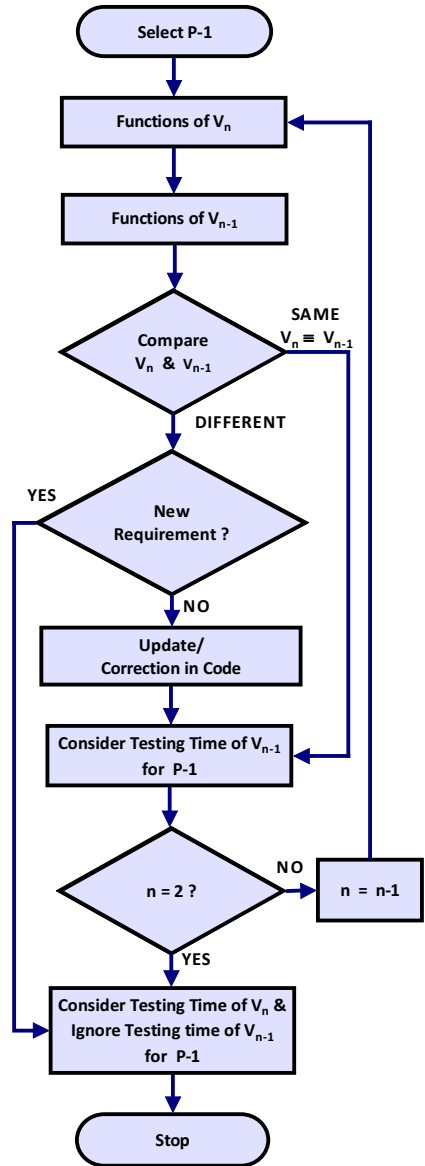 Select P-1
Functions of Vn
Functions of Vn-1
Compare
Vn & Vn-1
SAME
Vn ≡ Vn-1
DIFFERENT
YES
New
Requirement ?
NO
Update/
Correction in Code
Consider Testing Time of Vn-1
for P-1
n = 2 ?
NO
n = n-1
YES
Consider Testing Time of Vn &
Ignore Testing time of Vn-1
for P-1
Stop